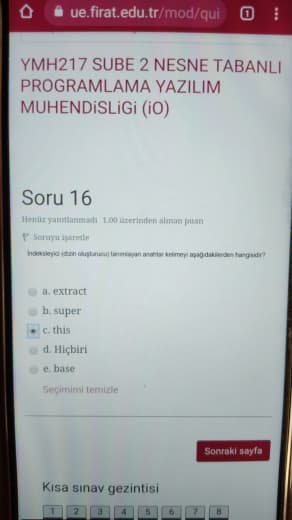 ue.firat.edu.tr/mod/qui
1
YMH217 SUBE 2 NESNE TABANLI
PROGRAMLAMA YAZILIM
MUHENDiSLiGi (iO)
Soru 16
Henüz yanıtlanmadı 1.00 üzerinden alınan puan
Soruyu işaretle
İndeksleyici (dizin oluşturucu) tanımlayan anahtar kelimeyi aşağıdakilerden hangisidir?
a. extract
b. super
c. this
d. Hiçbiri
e. base
Seçimimi temizle
Sonraki sayfa
Kısa sınav gezintisi
1 2 3 4 5 6 7 8